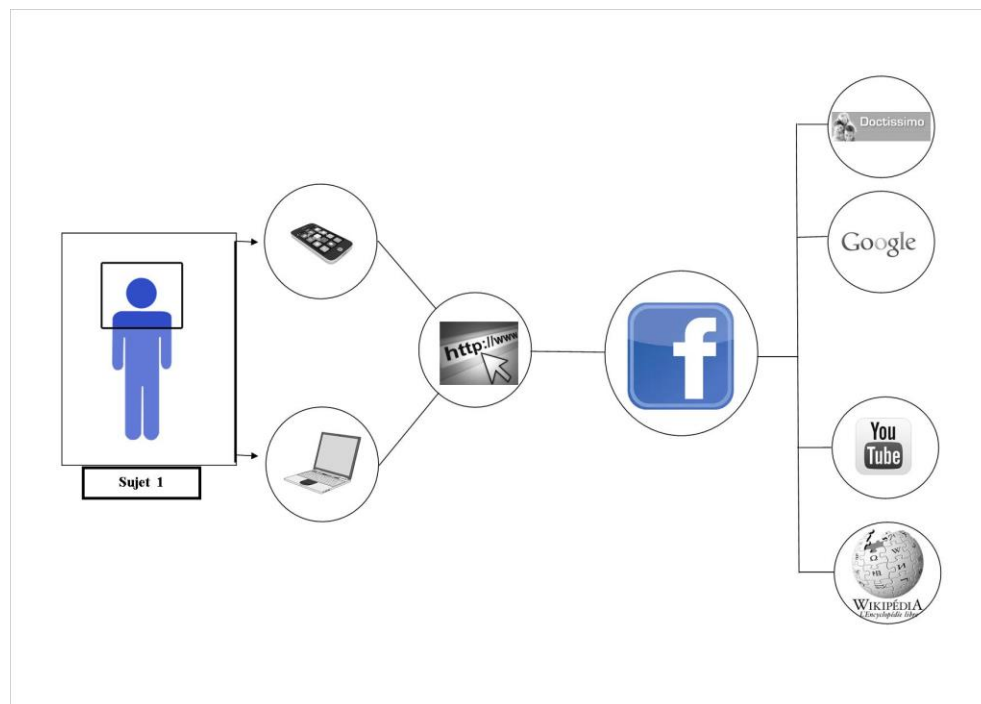 Doctissimo
Google
http://www
f
You
Tube
Sujet 1
WIKIPÉDIA
L'Encyclopédie libre